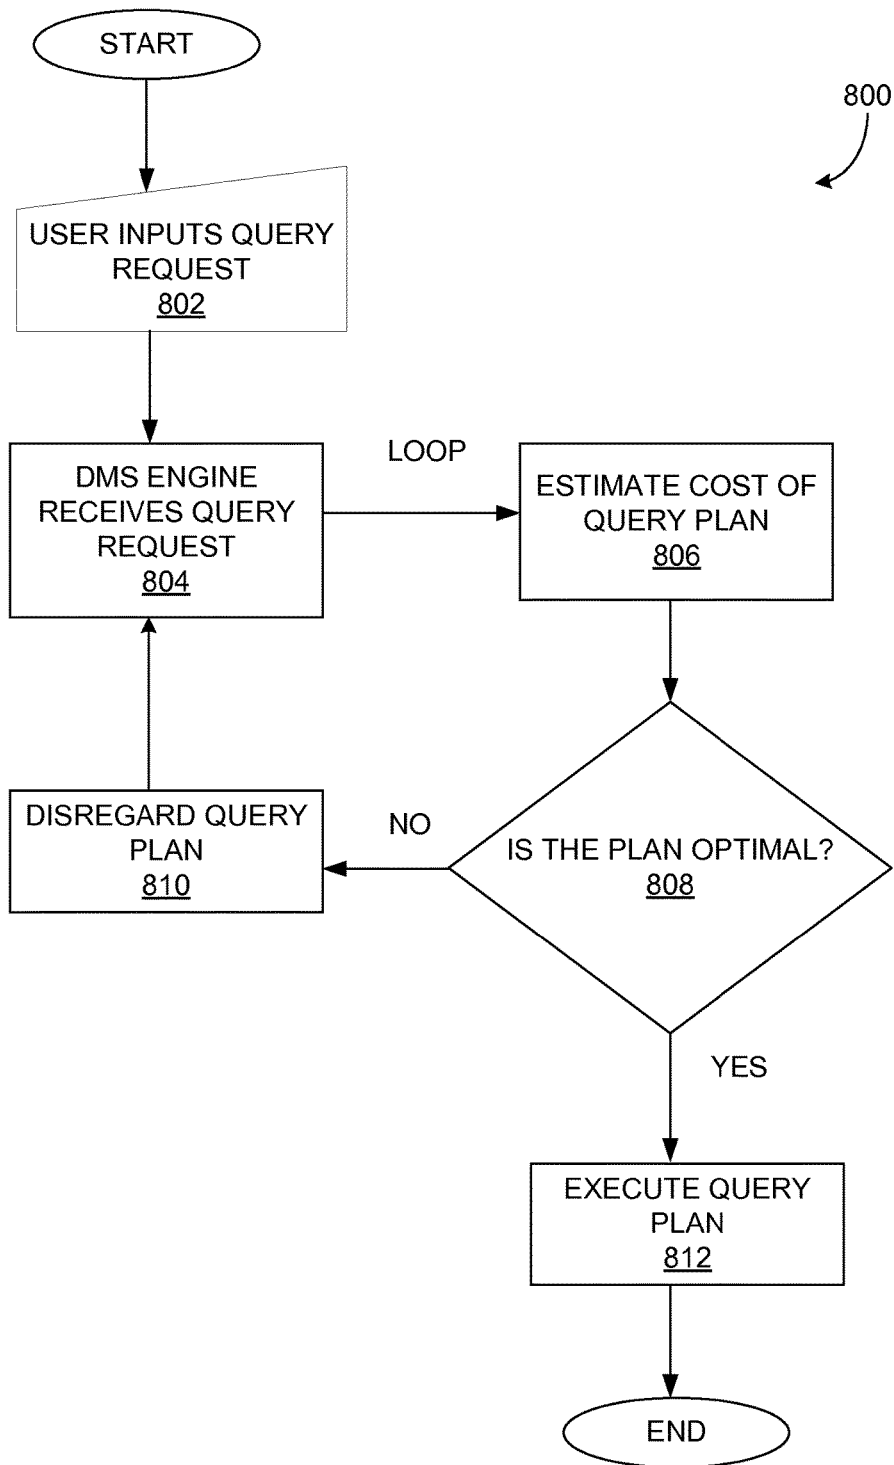 START
800
USER INPUTS QUERY
REQUEST
802
DMS ENGINE
RECEIVES QUERY
REQUEST
804
LOOP
ESTIMATE COST OF
QUERY PLAN
806
IS THE PLAN OPTIMAL?
808
NO
DISREGARD QUERY
PLAN
810
YES
EXECUTE QUERY
PLAN
812
END